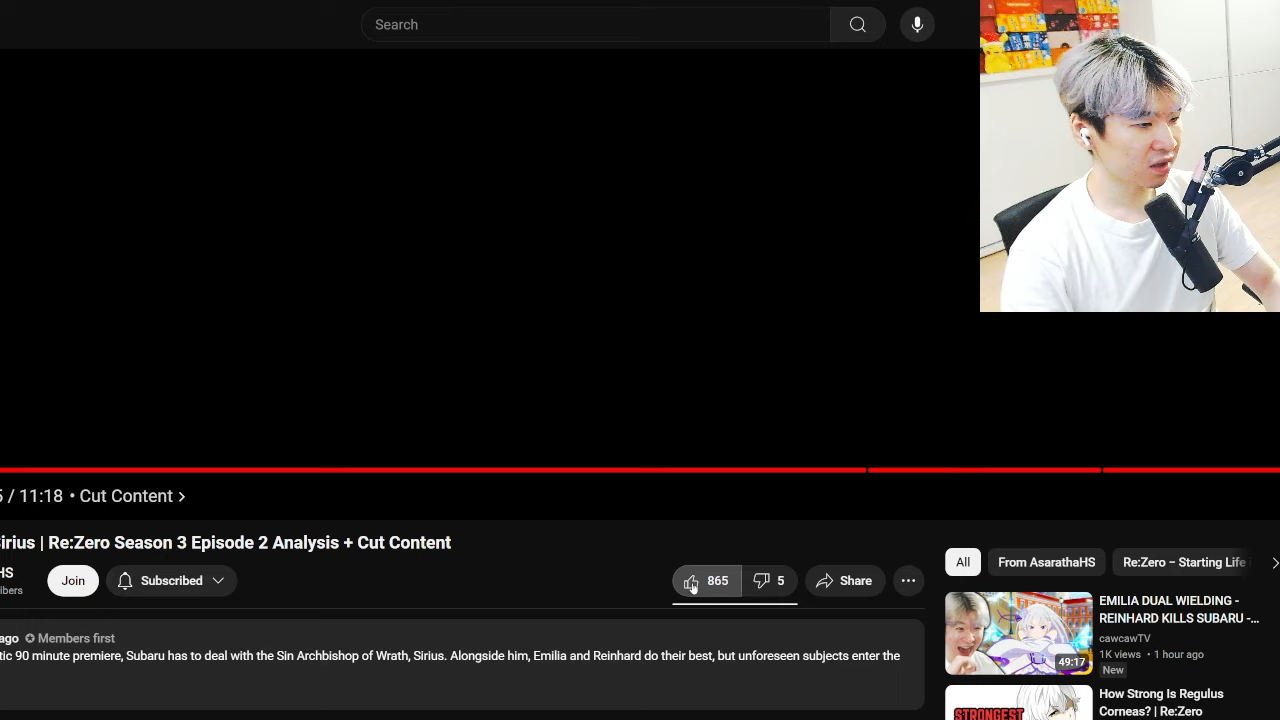 Search
5 / 11:18 • Cut Content >
Sirius | Re:Zero Season 3 Episode 2 Analysis + Cut Content
HS
Join
Subscribed
865
5
Share
ago Members first
tic 90 minute premiere, Subaru has to deal with the Sin Archbishop of Wrath, Sirius. Alongside him, Emilia and Reinhard do their best, but unforeseen subjects enter the
All
From AsarathaHS
Re:Zero − Starting Life
EMILIA DUAL WIELDING -
REINHARD KILLS SUBARU -...
cawcawTV
1K views • 1 hour ago
New
49:17
How Strong Is Regulus
Corneas? | Re:Zero
STRONGEST